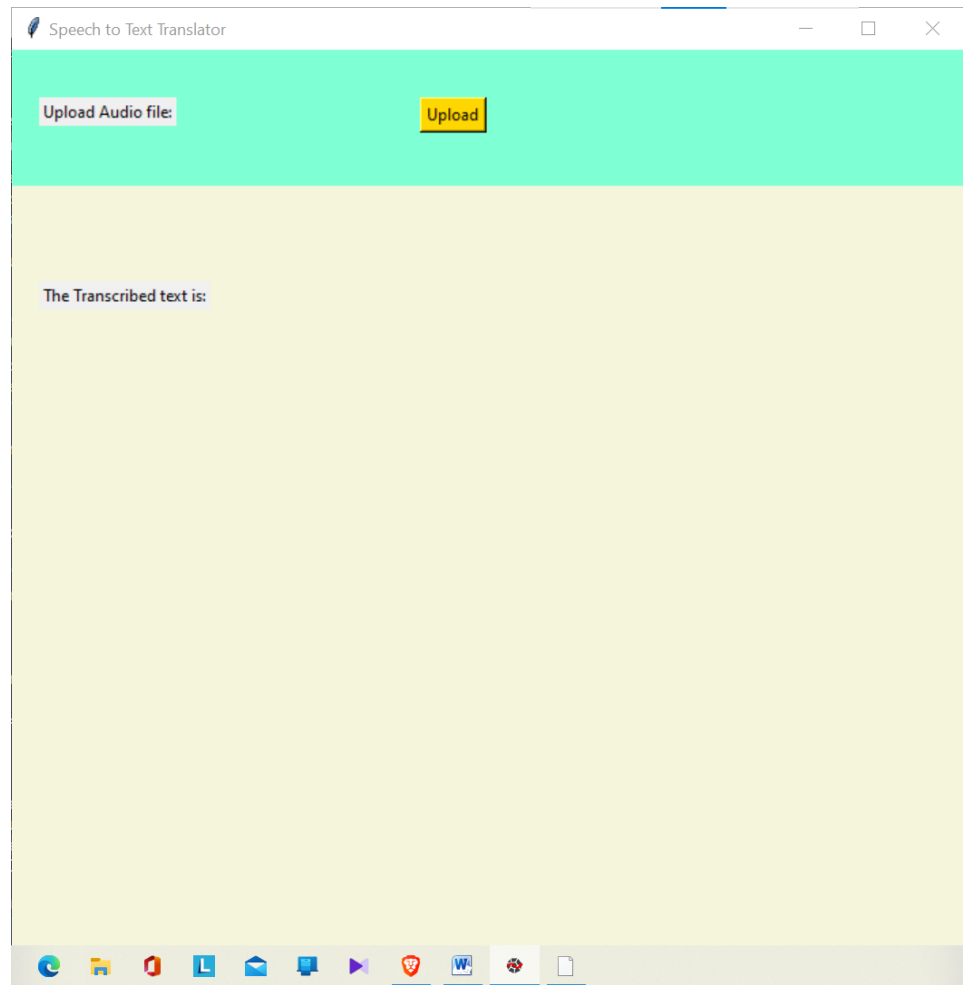 Speech to Text Translator
Upload Audio file:
Upload
The Transcribed text is:
L
W